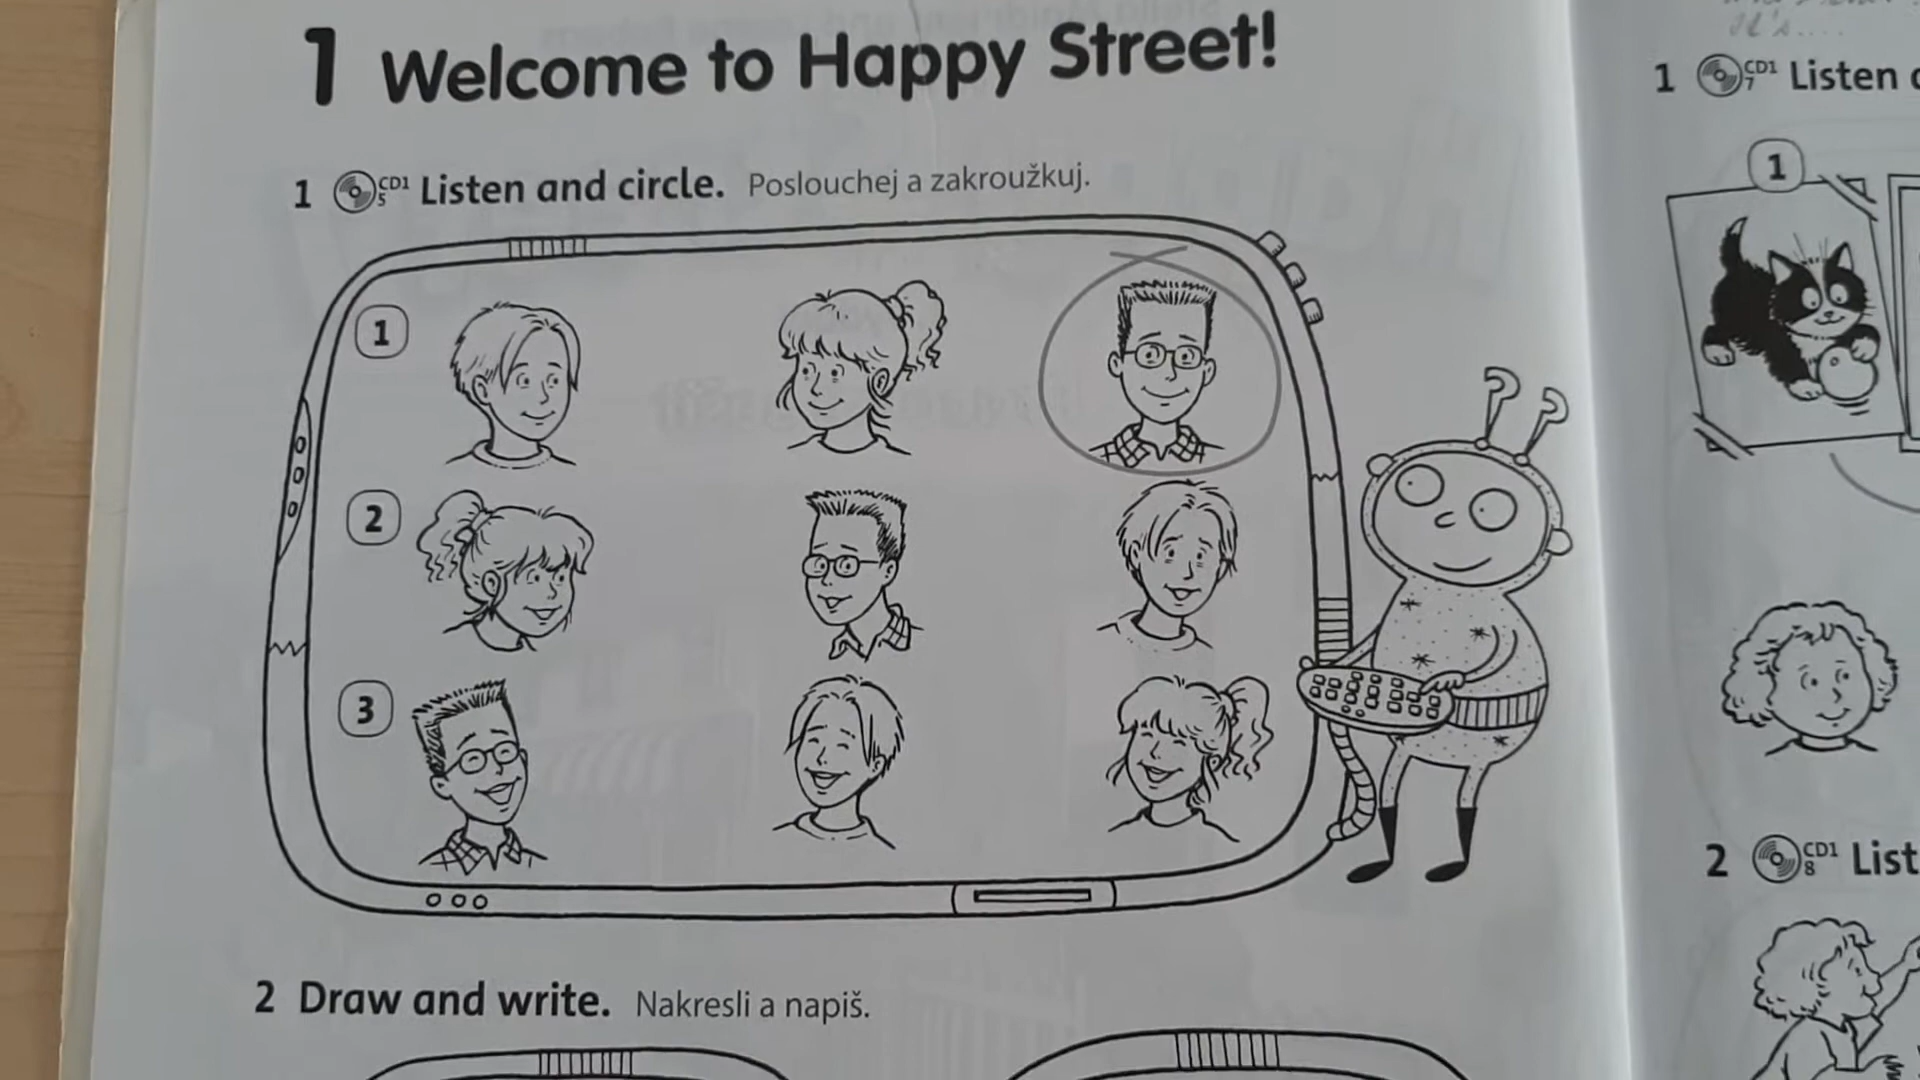 1 Welcome to Happy Street!
1 CD1 5 Listen and circle. Poslouchej a zakroužkuj.
1
2
3
2 Draw and write. Nakresli a napiš.
It's....
1 CD1 7 Listen
1
2 CD1 8